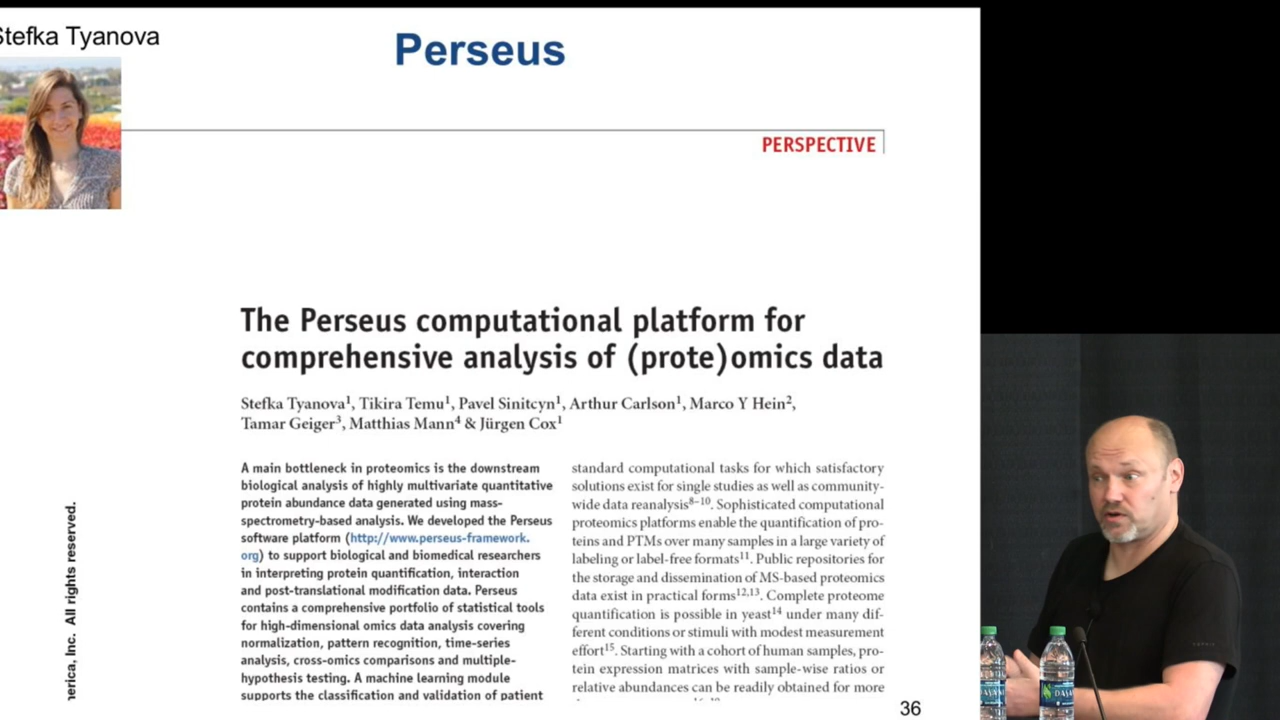 Stefka Tyanova
Perseus
PERSPECTIVE
The Perseus computational platform for
comprehensive analysis of (prote)omics data
Stefka Tyanova¹, Tikira Temu¹, Pavel Sinitcyn¹, Arthur Carlson¹, Marco Y Hein²,
Tamar Geiger³, Matthias Mann⁴ & Jürgen Cox¹
A main bottleneck in proteomics is the downstream
biological analysis of highly multivariate quantitative
protein abundance data generated using mass-
spectrometry-based analysis. We developed the Perseus
software platform (http://www.perseus-framework.
org) to support biological and biomedical researchers
in interpreting protein quantification, interaction
and post-translational modification data. Perseus
contains a comprehensive portfolio of statistical tools
for high-dimensional omics data analysis covering
normalization, pattern recognition, time-series
analysis, cross-omics comparisons and multiple-
hypothesis testing. A machine learning module
supports the classification and validation of patient
standard computational tasks for which satisfactory
solutions exist for single studies as well as community-
wide data reanalysis⁸⁻¹⁰. Sophisticated computational
proteomics platforms enable the quantification of pro-
teins and PTMs over many samples in a large variety of
labeling or label-free formats¹¹. Public repositories for
the storage and dissemination of MS-based proteomics
data exist in practical forms¹²,¹³. Complete proteome
quantification is possible in yeast¹⁴ under many dif-
ferent conditions or stimuli with modest measurement
effort¹⁵. Starting with a cohort of human samples, pro-
tein expression matrices with sample-wise ratios or
relative abundances can be readily obtained for more
erica, Inc. All rights reserved.
36
DASANI